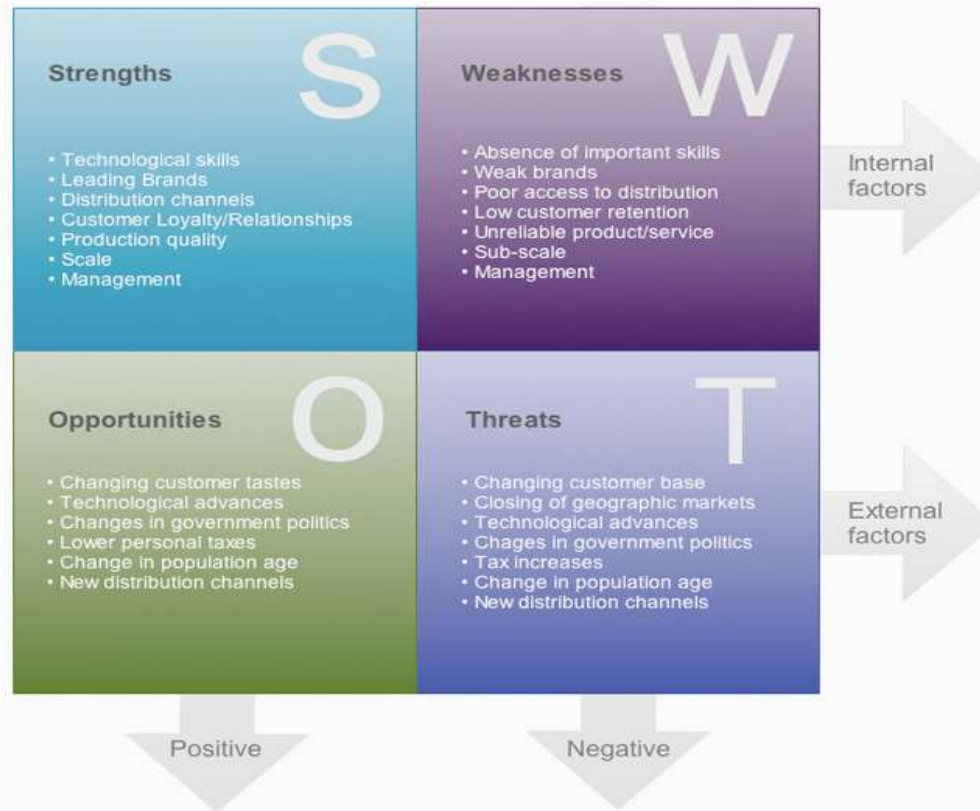 S
Strengths
• Technological skills
• Leading Brands
• Distribution channels
• Customer Loyalty/Relationships
• Production quality
• Scale
• Management
W
Weaknesses
• Absence of important skills
• Weak brands
• Poor access to distribution
• Low customer retention
• Unreliable product/service
• Sub-scale
• Management
Internal
factors
O
Opportunities
• Changing customer tastes
• Technological advances
• Changes in government politics
• Lower personal taxes
• Change in population age
• New distribution channels
T
Threats
• Changing customer base
• Closing of geographic markets
• Technological advances
• Chages in government politics
• Tax increases
• Change in population age
• New distribution channels
External
factors
Positive
Negative